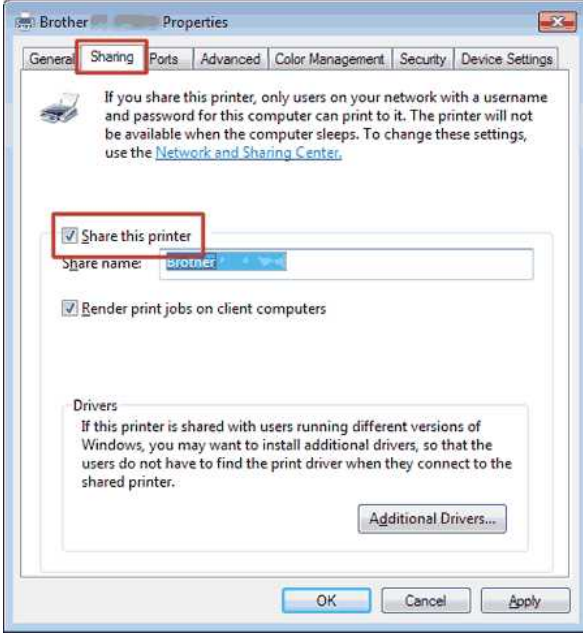 Brother Properties
General Sharing Ports Advanced Color Management Security Device Settings
If you share this printer, only users on your network with a username
and password for this computer can print to it. The printer will not
be available when the computer sleeps. To change these settings,
use the Network and Sharing Center.
Share this printer
Share name: Brother
Render print jobs on client computers
Drivers
If this printer is shared with users running different versions of
Windows, you may want to install additional drivers, so that the
users do not have to find the print driver when they connect to the
shared printer.
Additional Drivers...
OK Cancel Apply